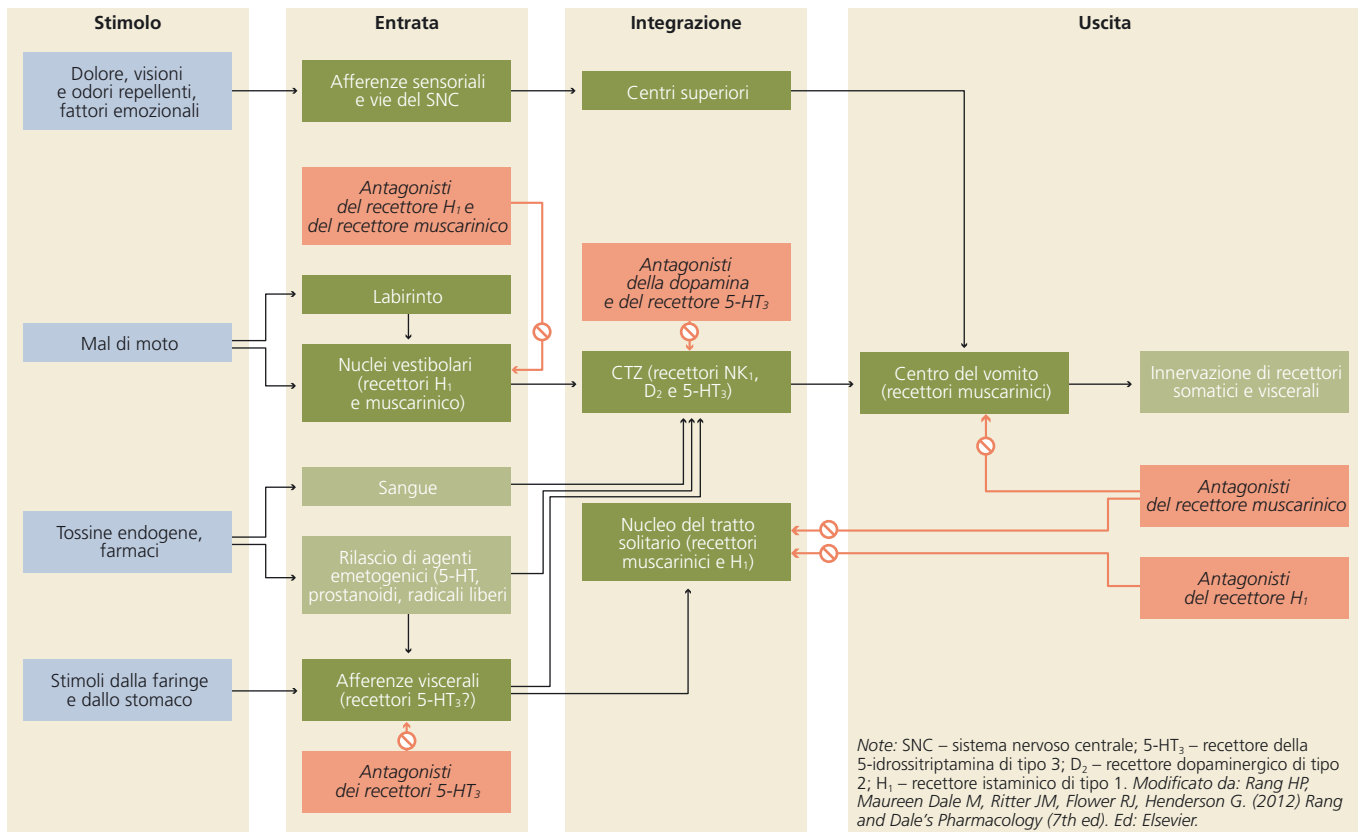 Stimolo
Entrata
Integrazione
Uscita
Dolore, visioni
e odori repellenti,
fattori emozionali
Afferenze sensoriali
e vie del SNC
Centri superiori
Antagonisti
del recettore H₁ e
del recettore muscarinico
Antagonisti
della dopamina
e del recettore 5-HT₃
Labirinto
Mal di moto
Nuclei vestibolari
(recettori H₁
e muscarinico)
CTZ (recettori NK₁,
D₂ e 5-HT₃)
Centro del vomito
(recettori muscarinici)
Innervazione di recettori
somatici e viscerali
Sangue
Tossine endogene,
farmaci
Rilascio di agenti
emetogenici (5-HT,
prostanoidi, radicali liberi
Nucleo del tratto
solitario (recettori
muscarinici e H₁)
Antagonisti
del recettore muscarinico
Antagonisti
del recettore H₁
Stimoli dalla faringe
e dallo stomaco
Afferenze viscerali
(recettori 5-HT₃?)
Antagonisti
dei recettori 5-HT₃
Note: SNC – sistema nervoso centrale; 5-HT₃ – recettore della
5-idrossitriptamina di tipo 3; D₂ – recettore dopaminergico di tipo
2; H₁ – recettore istaminico di tipo 1. Modificato da: Rang HP,
Maureen Dale M, Ritter JM, Flower RJ, Henderson G. (2012) Rang
and Dale's Pharmacology (7th ed). Ed: Elsevier.